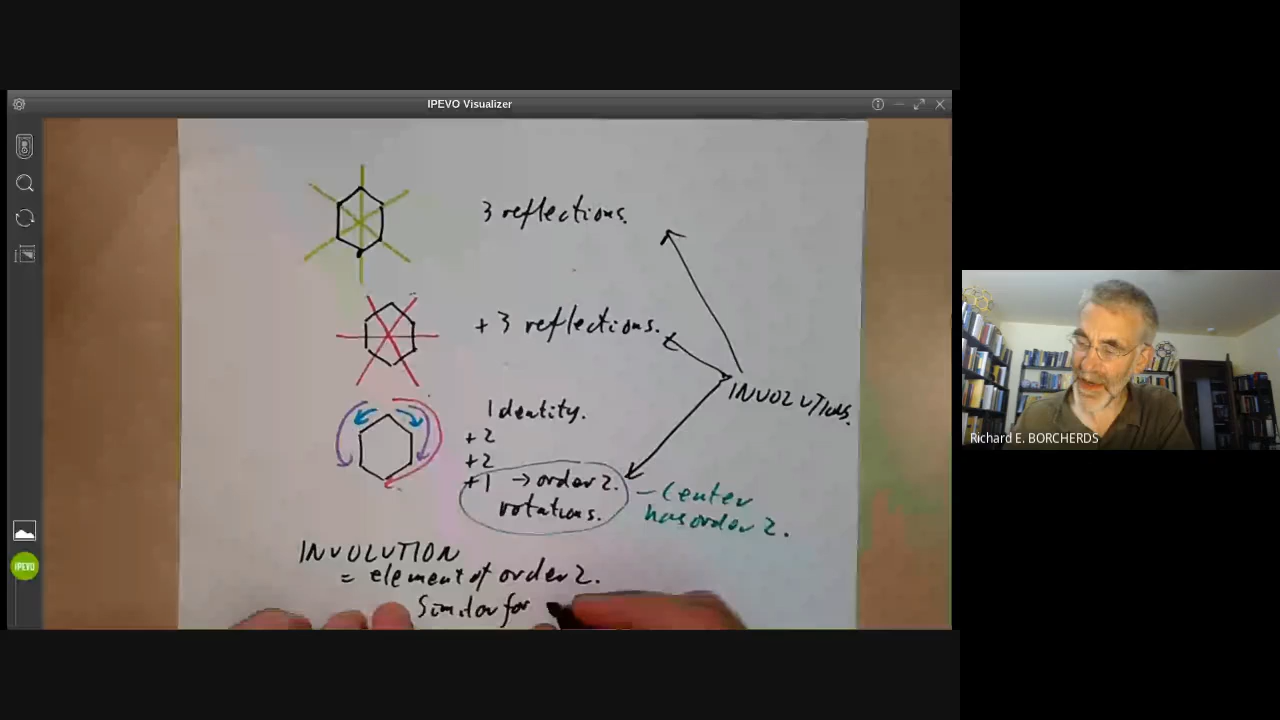 IPEVO Visualizer
3 reflections.
+ 3 reflections.
INVOLUTIONS.
Identity.
+ 2
+ 2
+ 1 → order 2.
rotations.
– Center
has order 2.
INVOLUTION
= element of order 2.
Similar for
Richard E. BORCHERDS
IPEVO